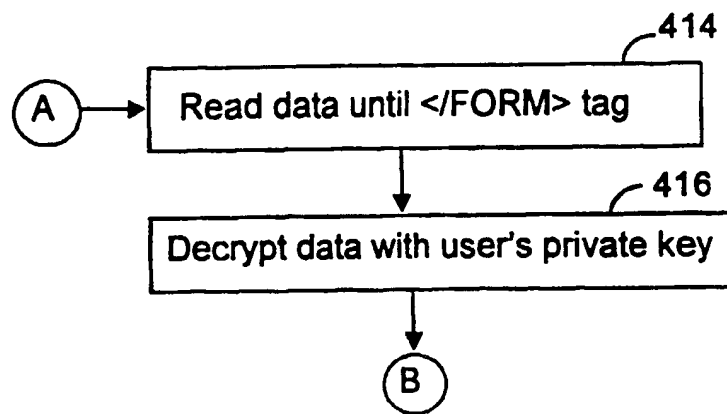 414
A
Read data until </FORM> tag
416
Decrypt data with user's private key
B